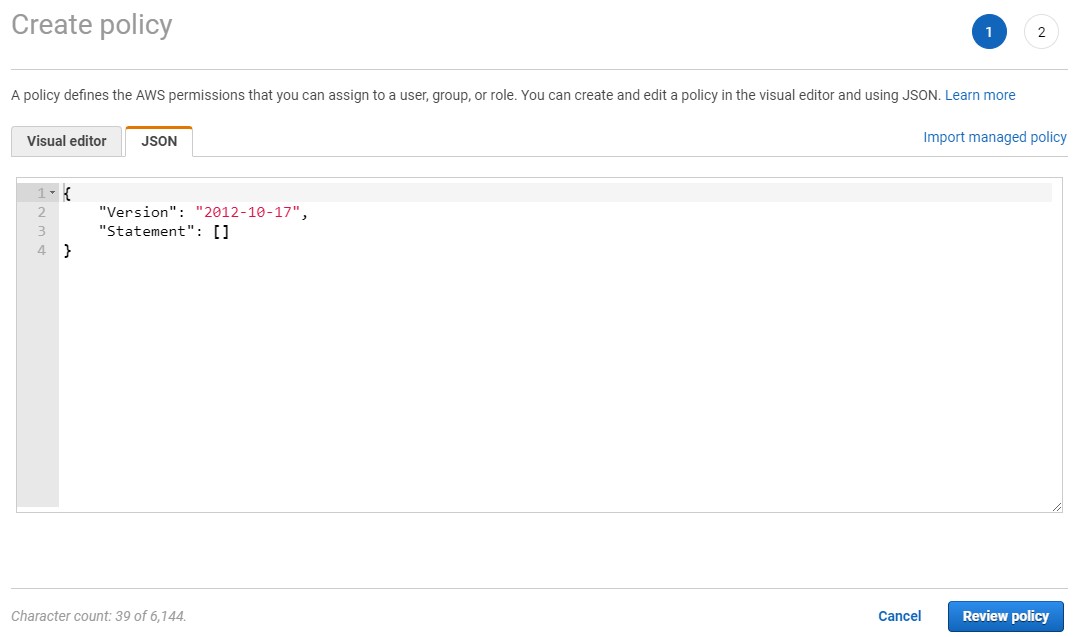 Create policy
1
2
A policy defines the AWS permissions that you can assign to a user, group, or role. You can create and edit a policy in the visual editor and using JSON. Learn more
Visual editor
JSON
Import managed policy
1 {
2     "Version": "2012-10-17",
3     "Statement": []
4 }
Character count: 39 of 6,144.
Cancel
Review policy